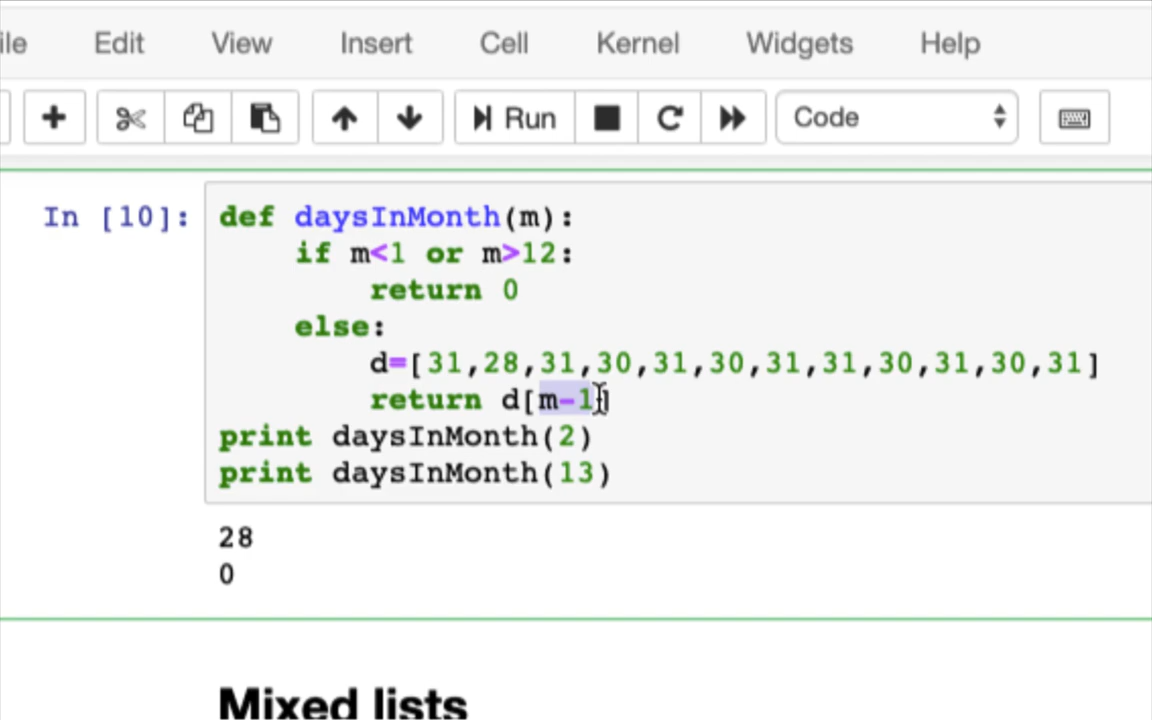 ile Edit View Insert Cell Kernel Widgets Help
Run Code
In [10]: def daysInMonth(m):
if m<1 or m>12:
return 0
else:
d=[31,28,31,30,31,30,31,31,30,31,30,31]
return d[m-1]
print daysInMonth(2)
print daysInMonth(13)
28
0
Mixed lists